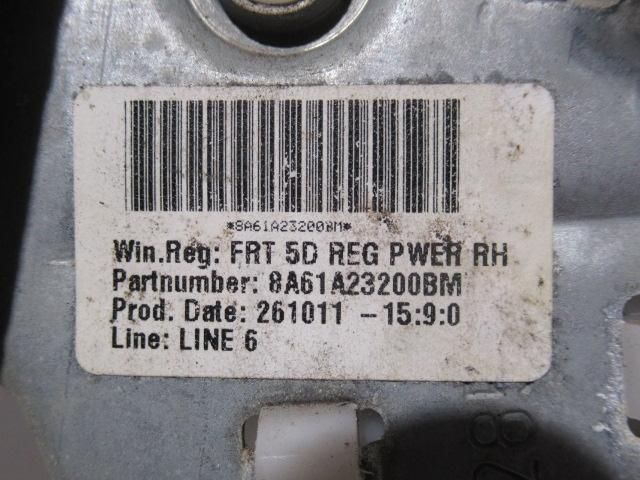 *8A61A23200BM*
Win.Reg: FRT 5D REG PWER RH
Partnumber: 8A61A23200BM
Prod. Date: 261011 -15:9:0
Line: LINE 6